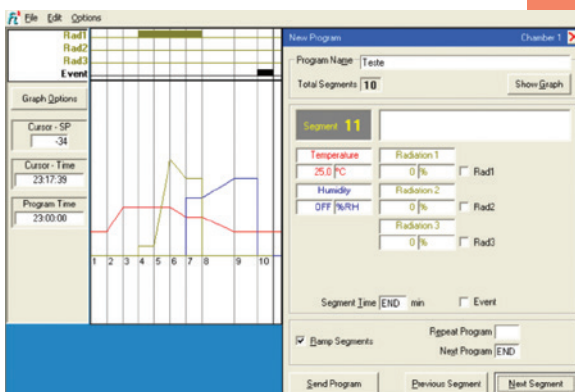 File Edit Options
Rad1
Rad2
Rad3
Event
Graph Options
Cursor - SP
-34
Cursor - Time
23:17:39
Program Time
23:00:00
1 2 3 4 5 6 7 8 9 10
New Program Chamber 1
Program Name Teste
Total Segments 10 Show Graph
Segment 11
Temperature Radiation 1
25.0 °C 0 % Rad1
Humidity Radiation 2
OFF %RH 0 % Rad2
Radiation 3
0 % Rad3
Segment Time END min Event
Ramp Segments
Repeat Program
Next Program END
Send Program Previous Segment Next Segment